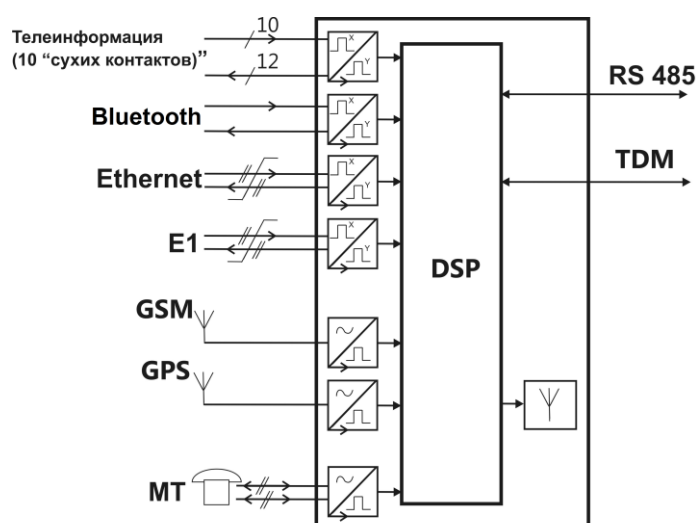 10
Телеинформация
(10 “сухих контактов)”
12
X
Y
Bluetooth
X
Y
Ethernet
X
Y
E1
X
Y
GSM
GPS
MT
DSP
RS 485
TDM